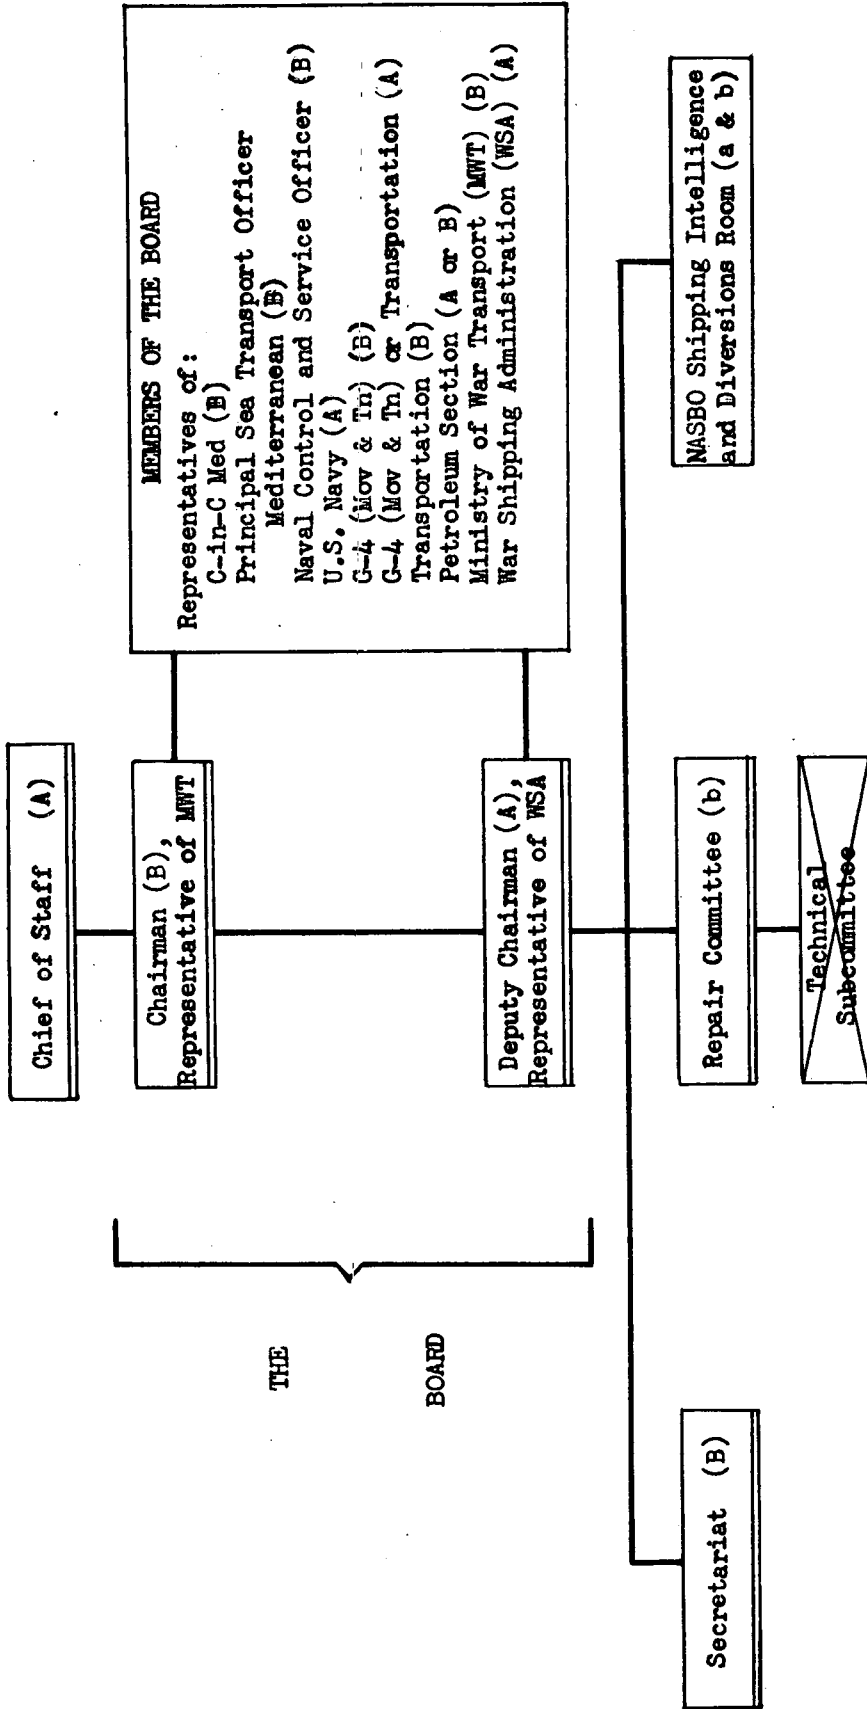 Chief of Staff (A)
Chairman (B),
Representative of MWT
MEMBERS OF THE BOARD
Representatives of:
C-in-C Med (B)
Principal Sea Transport Officer
Mediterranean (B)
Naval Control and Service Officer (B)
U.S. Navy (A)
G-4 (Mov & Tn) (B)
G-4 (Mov & Tn) or Transportation (A)
Transportation (B)
Petroleum Section (A or B)
Ministry of War Transport (MWT) (B)
War Shipping Administration (WSA) (A)
THE
BOARD
Deputy Chairman (A),
Representative of WSA
Secretariat (B)
Repair Committee (b)
NASBO Shipping Intelligence
and Diversions Room (a & b)
Technical
Subcommittee